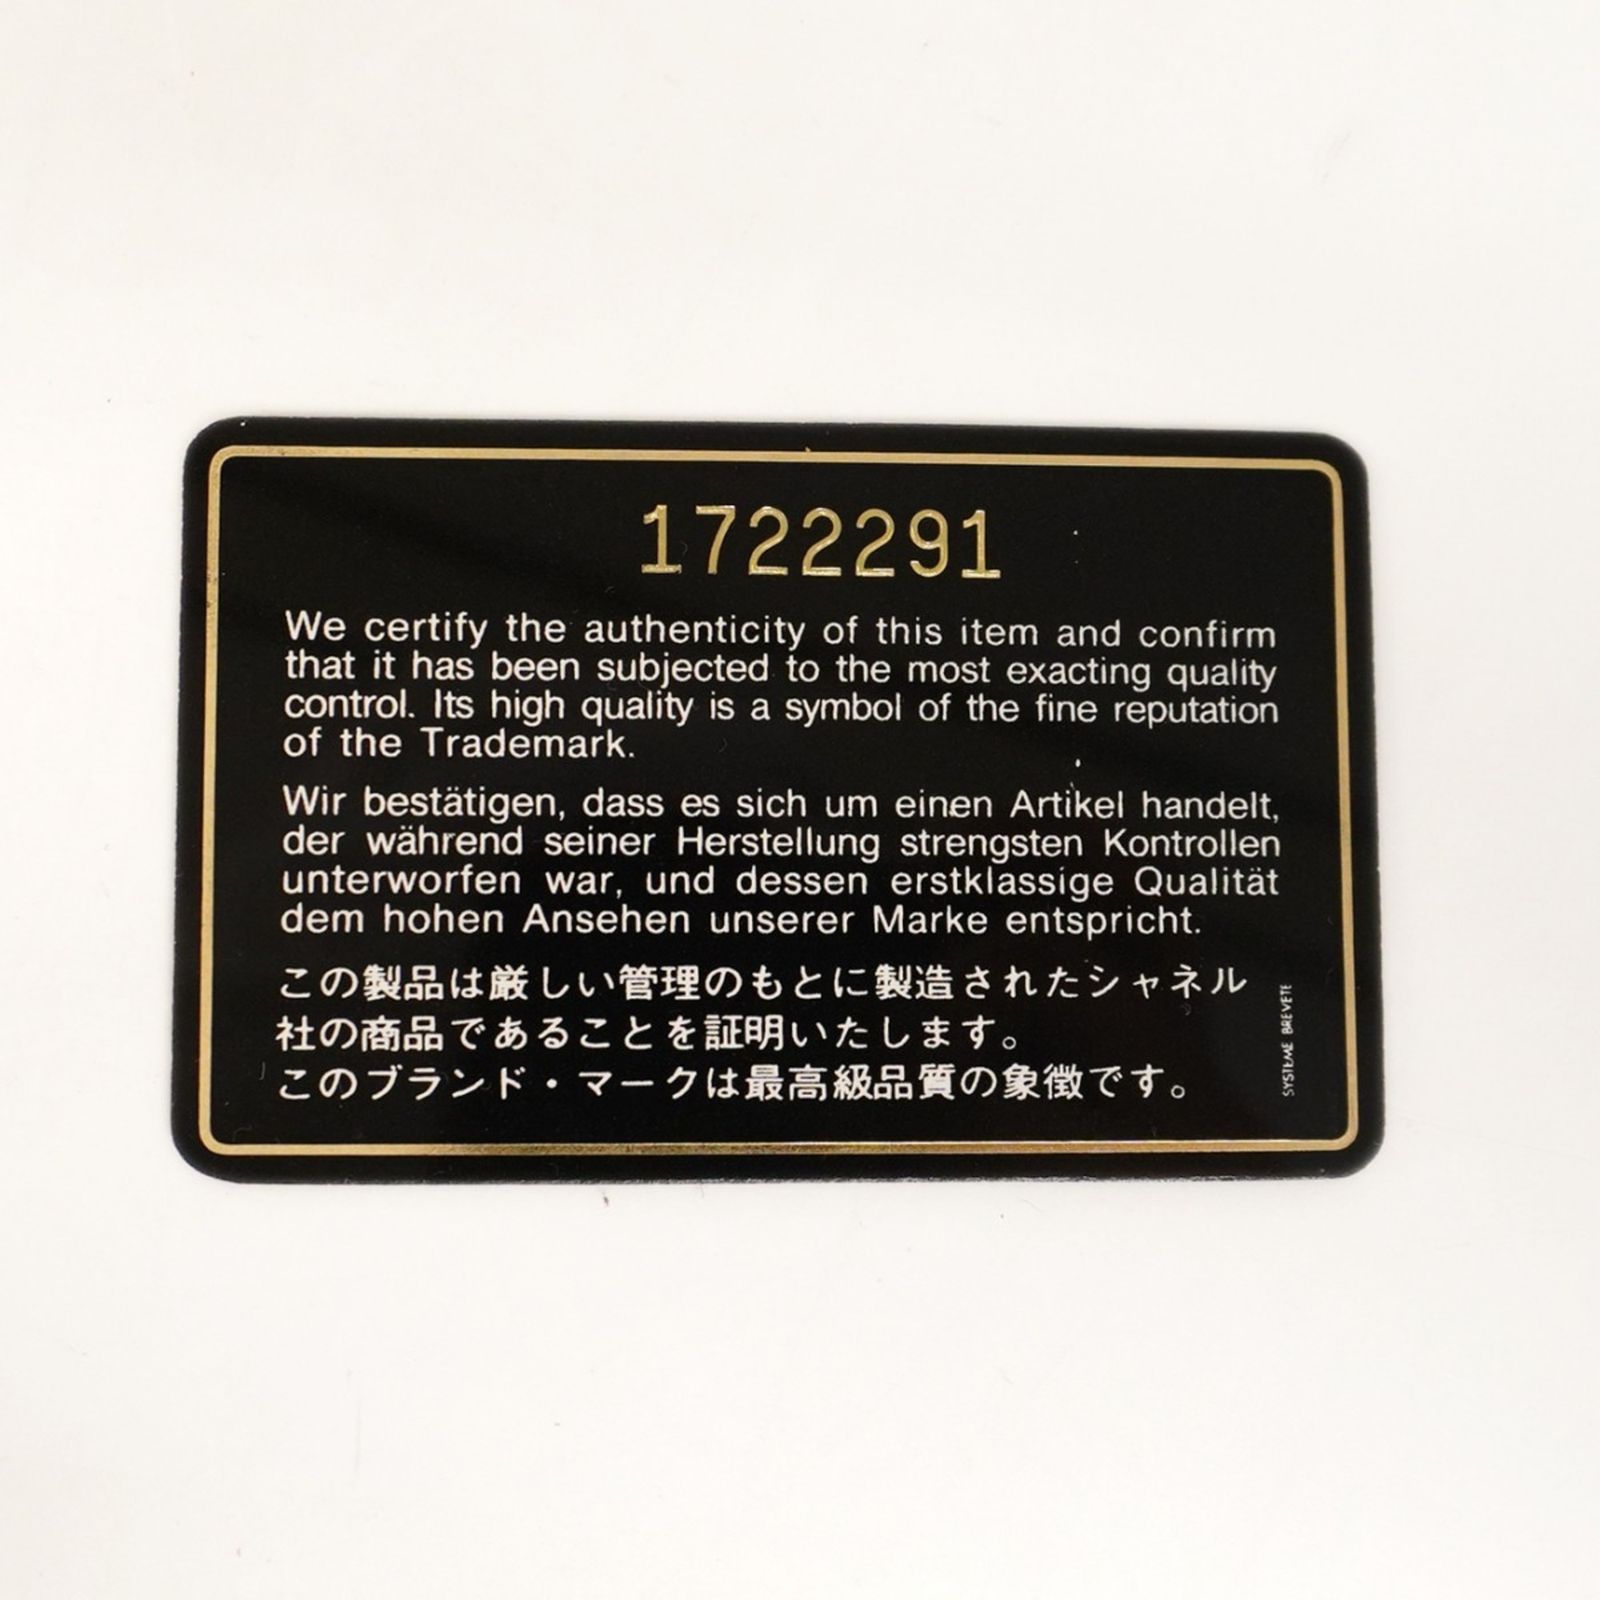 1722291
We certify the authenticity of this item and confirm
that it has been subjected to the most exacting quality
control. Its high quality is a symbol of the fine reputation
of the Trademark.
Wir bestätigen, dass es sich um einen Artikel handelt,
der während seiner Herstellung strengsten Kontrollen
unterworfen war, und dessen erstklassige Qualität
dem hohen Ansehen unserer Marke entspricht.
この製品は厳しい管理のもとに製造されたシャネル
社の商品であることを証明いたします。
このブランド・マークは最高級品質の象徴です。
SYSTEME BREVETE